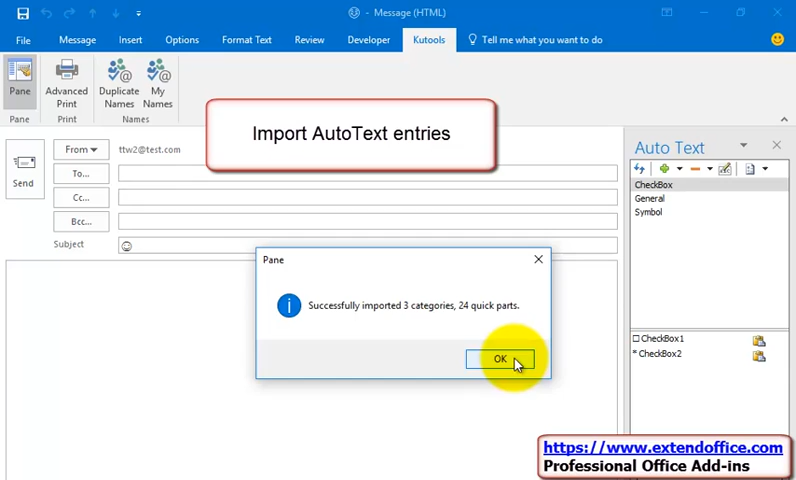 Message (HTML)
File Message Insert Options Format Text Review Developer Kutools Tell me what you want to do
Pane Advanced Print Duplicate Names My Names
Pane Print Names
Import AutoText entries
From ttw2@test.com
To...
Cc...
Bcc...
Send
Subject
Auto Text
CheckBox
General
Symbol
Pane
Successfully imported 3 categories, 24 quick parts.
OK
CheckBox1
* CheckBox2
https://www.extendoffice.com
Professional Office Add-ins